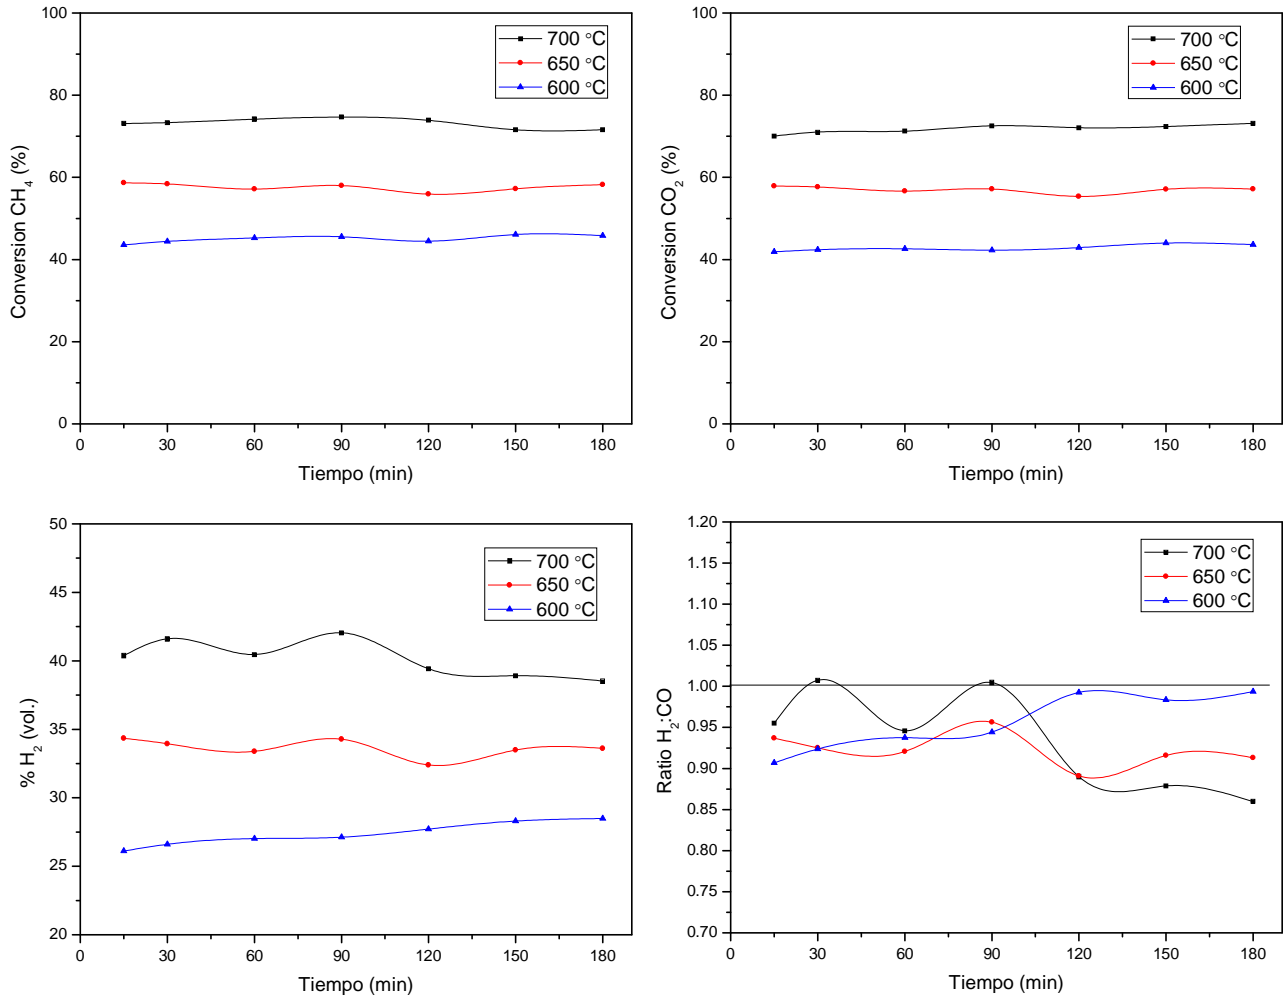 100
80
60
40
20
0
Conversion CH4 (%)
700 °C
650 °C
600 °C
0 30 60 90 120 150 180
Tiempo (min)
100
80
60
40
20
0
Conversion CO2 (%)
700 °C
650 °C
600 °C
0 30 60 90 120 150 180
Tiempo (min)
50
45
40
35
30
25
20
% H2 (vol.)
700 °C
650 °C
600 °C
0 30 60 90 120 150 180
Tiempo (min)
1.20
1.15
1.10
1.05
1.00
0.95
0.90
0.85
0.80
0.75
0.70
Ratio H2:CO
700 °C
650 °C
600 °C
0 30 60 90 120 150 180
Tiempo (min)